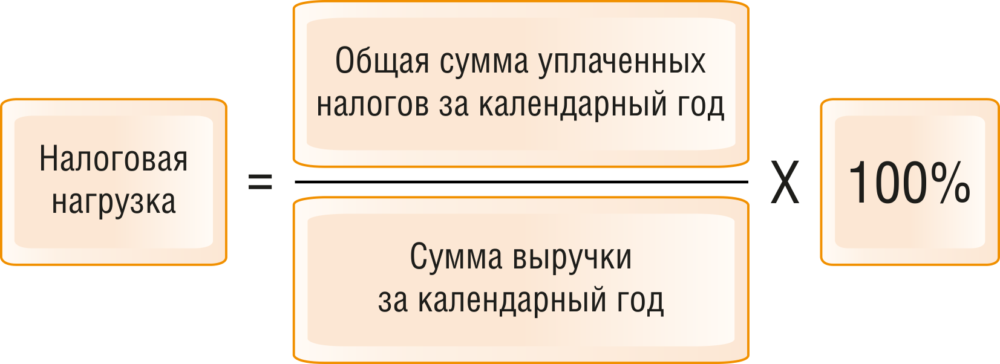 Налоговая
нагрузка
=
Общая сумма уплаченных
налогов за календарный год
Сумма выручки
за календарный год
X
100%